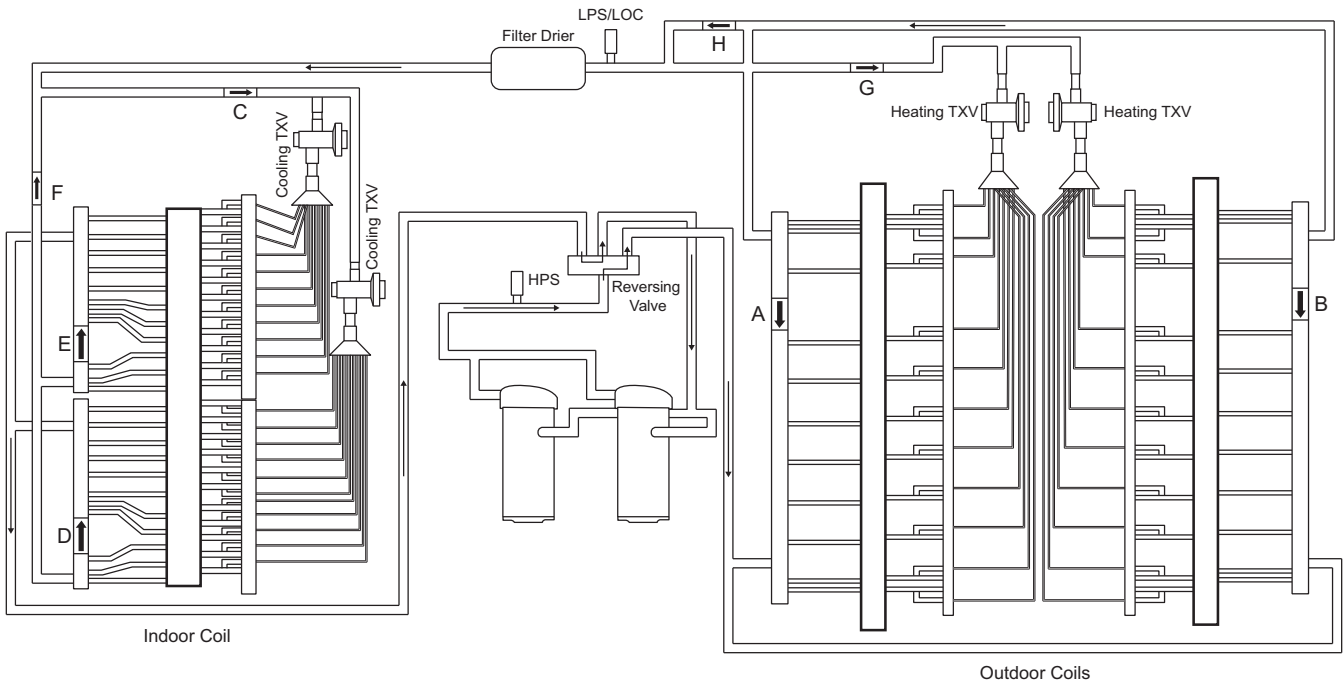 LPS/LOC
Filter Drier
H
G
C
Heating TXV
Heating TXV
Cooling TXV
F
Cooling TXV
HPS
Reversing
Valve
A
B
E
D
Indoor Coil
Outdoor Coils